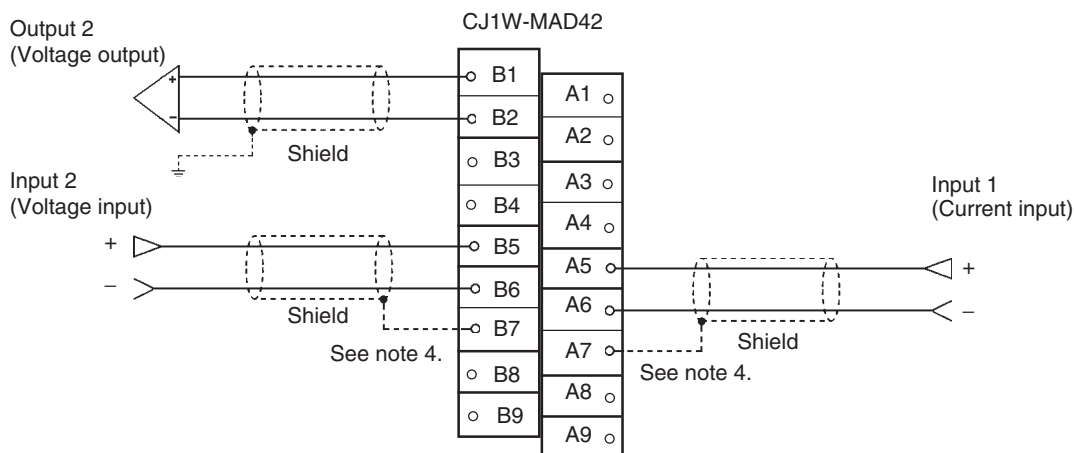 CJ1W-MAD42
Output 2
(Voltage output)
+
−
Shield
Input 2
(Voltage input)
+
−
Shield
See note 4.
B1
B2
B3
B4
B5
B6
B7
B8
B9
A1
A2
A3
A4
A5
A6
A7
A8
A9
Input 1
(Current input)
+
−
Shield
See note 4.